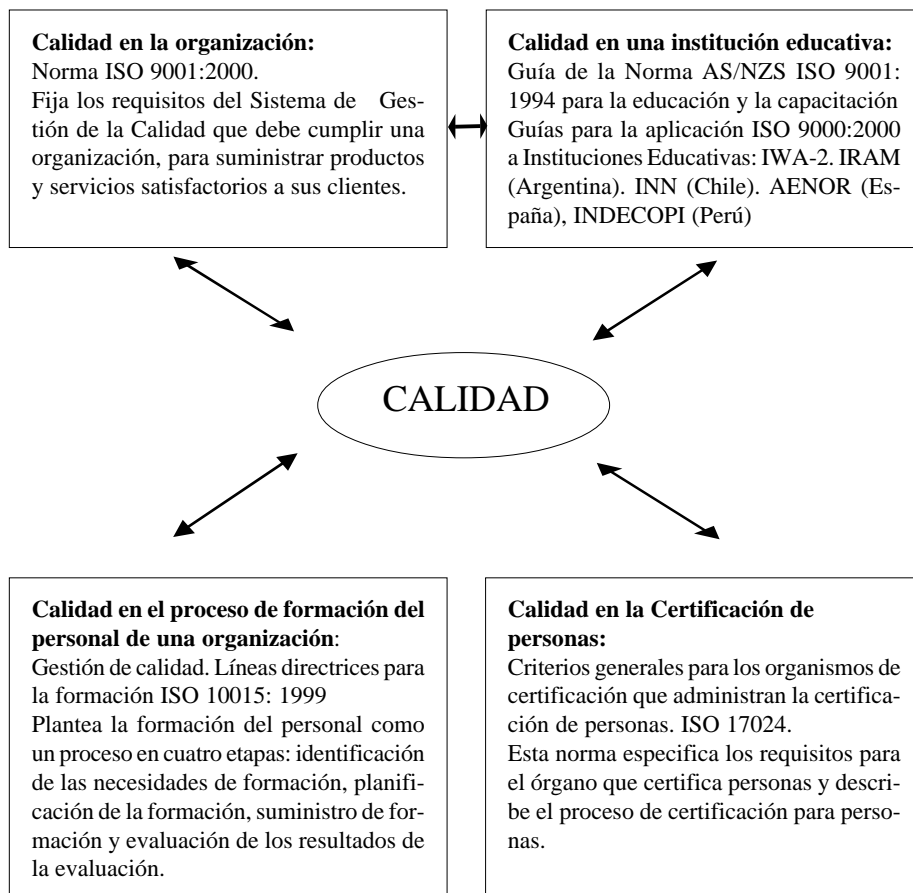 Calidad en la organización:
Norma ISO 9001:2000.
Fija los requisitos del Sistema de Ges-
tión de la Calidad que debe cumplir una
organización, para suministrar productos
y servicios satisfactorios a sus clientes.
Calidad en una institución educativa:
Guía de la Norma AS/NZS ISO 9001:
1994 para la educación y la capacitación
Guías para la aplicación ISO 9000:2000
a Instituciones Educativas: IWA-2. IRAM
(Argentina). INN (Chile). AENOR (Es-
paña), INDECOPI (Perú)
CALIDAD
Calidad en el proceso de formación del
personal de una organización:
Gestión de calidad. Líneas directrices para
la formación ISO 10015: 1999
Plantea la formación del personal como
un proceso en cuatro etapas: identificación
de las necesidades de formación, planifi-
cación de la formación, suministro de for-
mación y evaluación de los resultados de
la evaluación.
Calidad en la Certificación de
personas:
Criterios generales para los organismos de
certificación que administran la certifica-
ción de personas. ISO 17024.
Esta norma especifica los requisitos para
el órgano que certifica personas y descri-
be el proceso de certificación para perso-
nas.